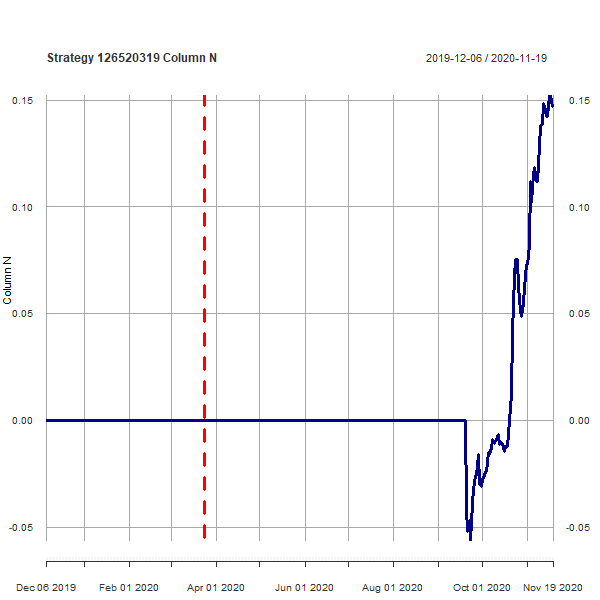 Strategy 126520319 Column N 2019-12-06 / 2020-11-19
0.15 0.15
0.10 0.10
0.05 0.05
0.00 0.00
-0.05 -0.05
Column N
Dec 06 2019 Feb 01 2020 Apr 01 2020 Jun 01 2020 Aug 01 2020 Oct 01 2020 Nov 19 2020